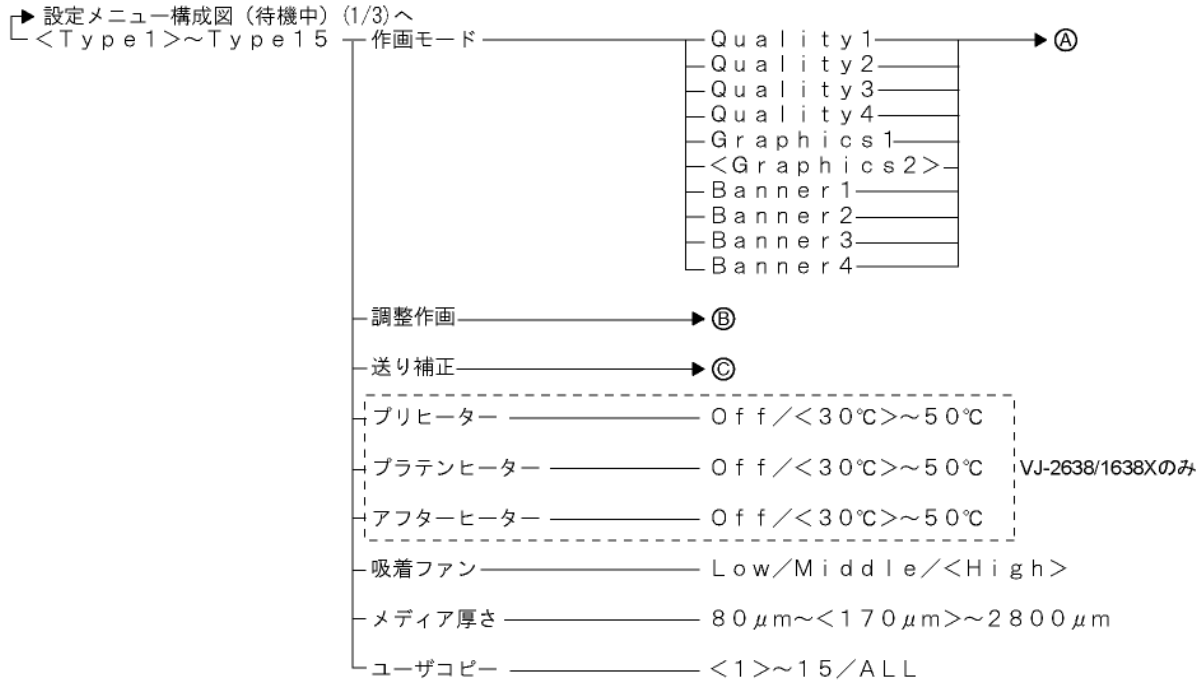 設定メニュー構成図（待機中）(1/3)へ
＜Ｔｙｐｅ１＞～Ｔｙｐｅ１５ 作画モード Ｑｕａｌｉｔｙ１ Ⓐ
Ｑｕａｌｉｔｙ２
Ｑｕａｌｉｔｙ３
Ｑｕａｌｉｔｙ４
Ｇｒａｐｈｉｃｓ１
＜Ｇｒａｐｈｉｃｓ２＞
Ｂａｎｎｅｒ１
Ｂａｎｎｅｒ２
Ｂａｎｎｅｒ３
Ｂａｎｎｅｒ４
調整作画 Ⓑ
送り補正 Ⓒ
プリヒーター Ｏｆｆ／＜３０℃＞～５０℃
プラテンヒーター Ｏｆｆ／＜３０℃＞～５０℃ VJ-2638/1638Xのみ
アフターヒーター Ｏｆｆ／＜３０℃＞～５０℃
吸着ファン Ｌｏｗ／Ｍｉｄｄｌｅ／＜Ｈｉｇｈ＞
メディア厚さ ８０μｍ～＜１７０μｍ＞～２８００μｍ
ユーザコピー ＜１＞～１５／ＡＬＬ